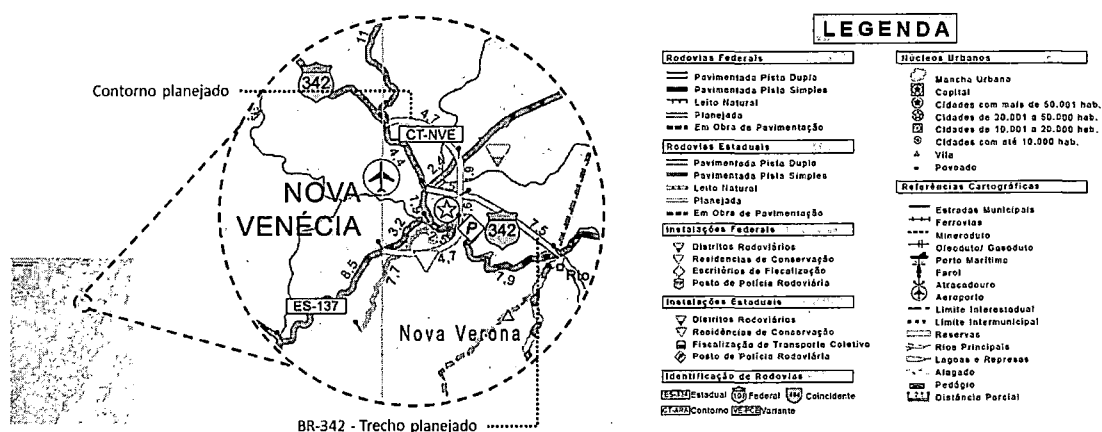 Contorno planejado
342
11
4,7
CT-NVE
4,4
2,0
1,9
NOVA
VENÉCIA
3,2
P
342
7,5
4,7
8,5
7,7
7,9
Rio
ES-137
Nova Verona
BR-342 - Trecho planejado
LEGENDA
Rodovias Federais
Pavimentada Pista Dupla
Pavimentada Pista Simples
Leito Natural
Planejada
Em Obra de Pavimentação
Rodovias Estaduais
Pavimentada Pista Dupla
Pavimentada Pista Simples
Leito Natural
Planejada
Em Obra de Pavimentação
Instalações Federais
Distritos Rodoviários
Residencias de Conservação
Escritórios de Fiscalização
Posto de Polícia Rodoviária
Instalações Estaduais
Distritos Rodoviários
Residências de Conservação
Fiscalização de Transporte Coletivo
Posto de Polícia Rodoviária
Identificação de Rodovias
Estadual
Federal
Coincidente
Contorno
Variante
Núcleos Urbanos
Mancha Urbana
Capital
Cidades com mais de 50.001 hab.
Cidades de 30.001 a 50.000 hab.
Cidades de 10.001 a 20.000 hab.
Cidades com até 10.000 hab.
Vila
Povoado
Referências Cartográficas
Estradas Municipais
Ferrovias
Mineroduto
Oleoduto/ Gasoduto
Porto Marítimo
Farol
Atracadouro
Aeroporto
Limite Interestadual
Limite Intermunicipal
Reservas
Rios Principais
Lagoas e Represas
Alagado
Pedágio
Distância Parcial